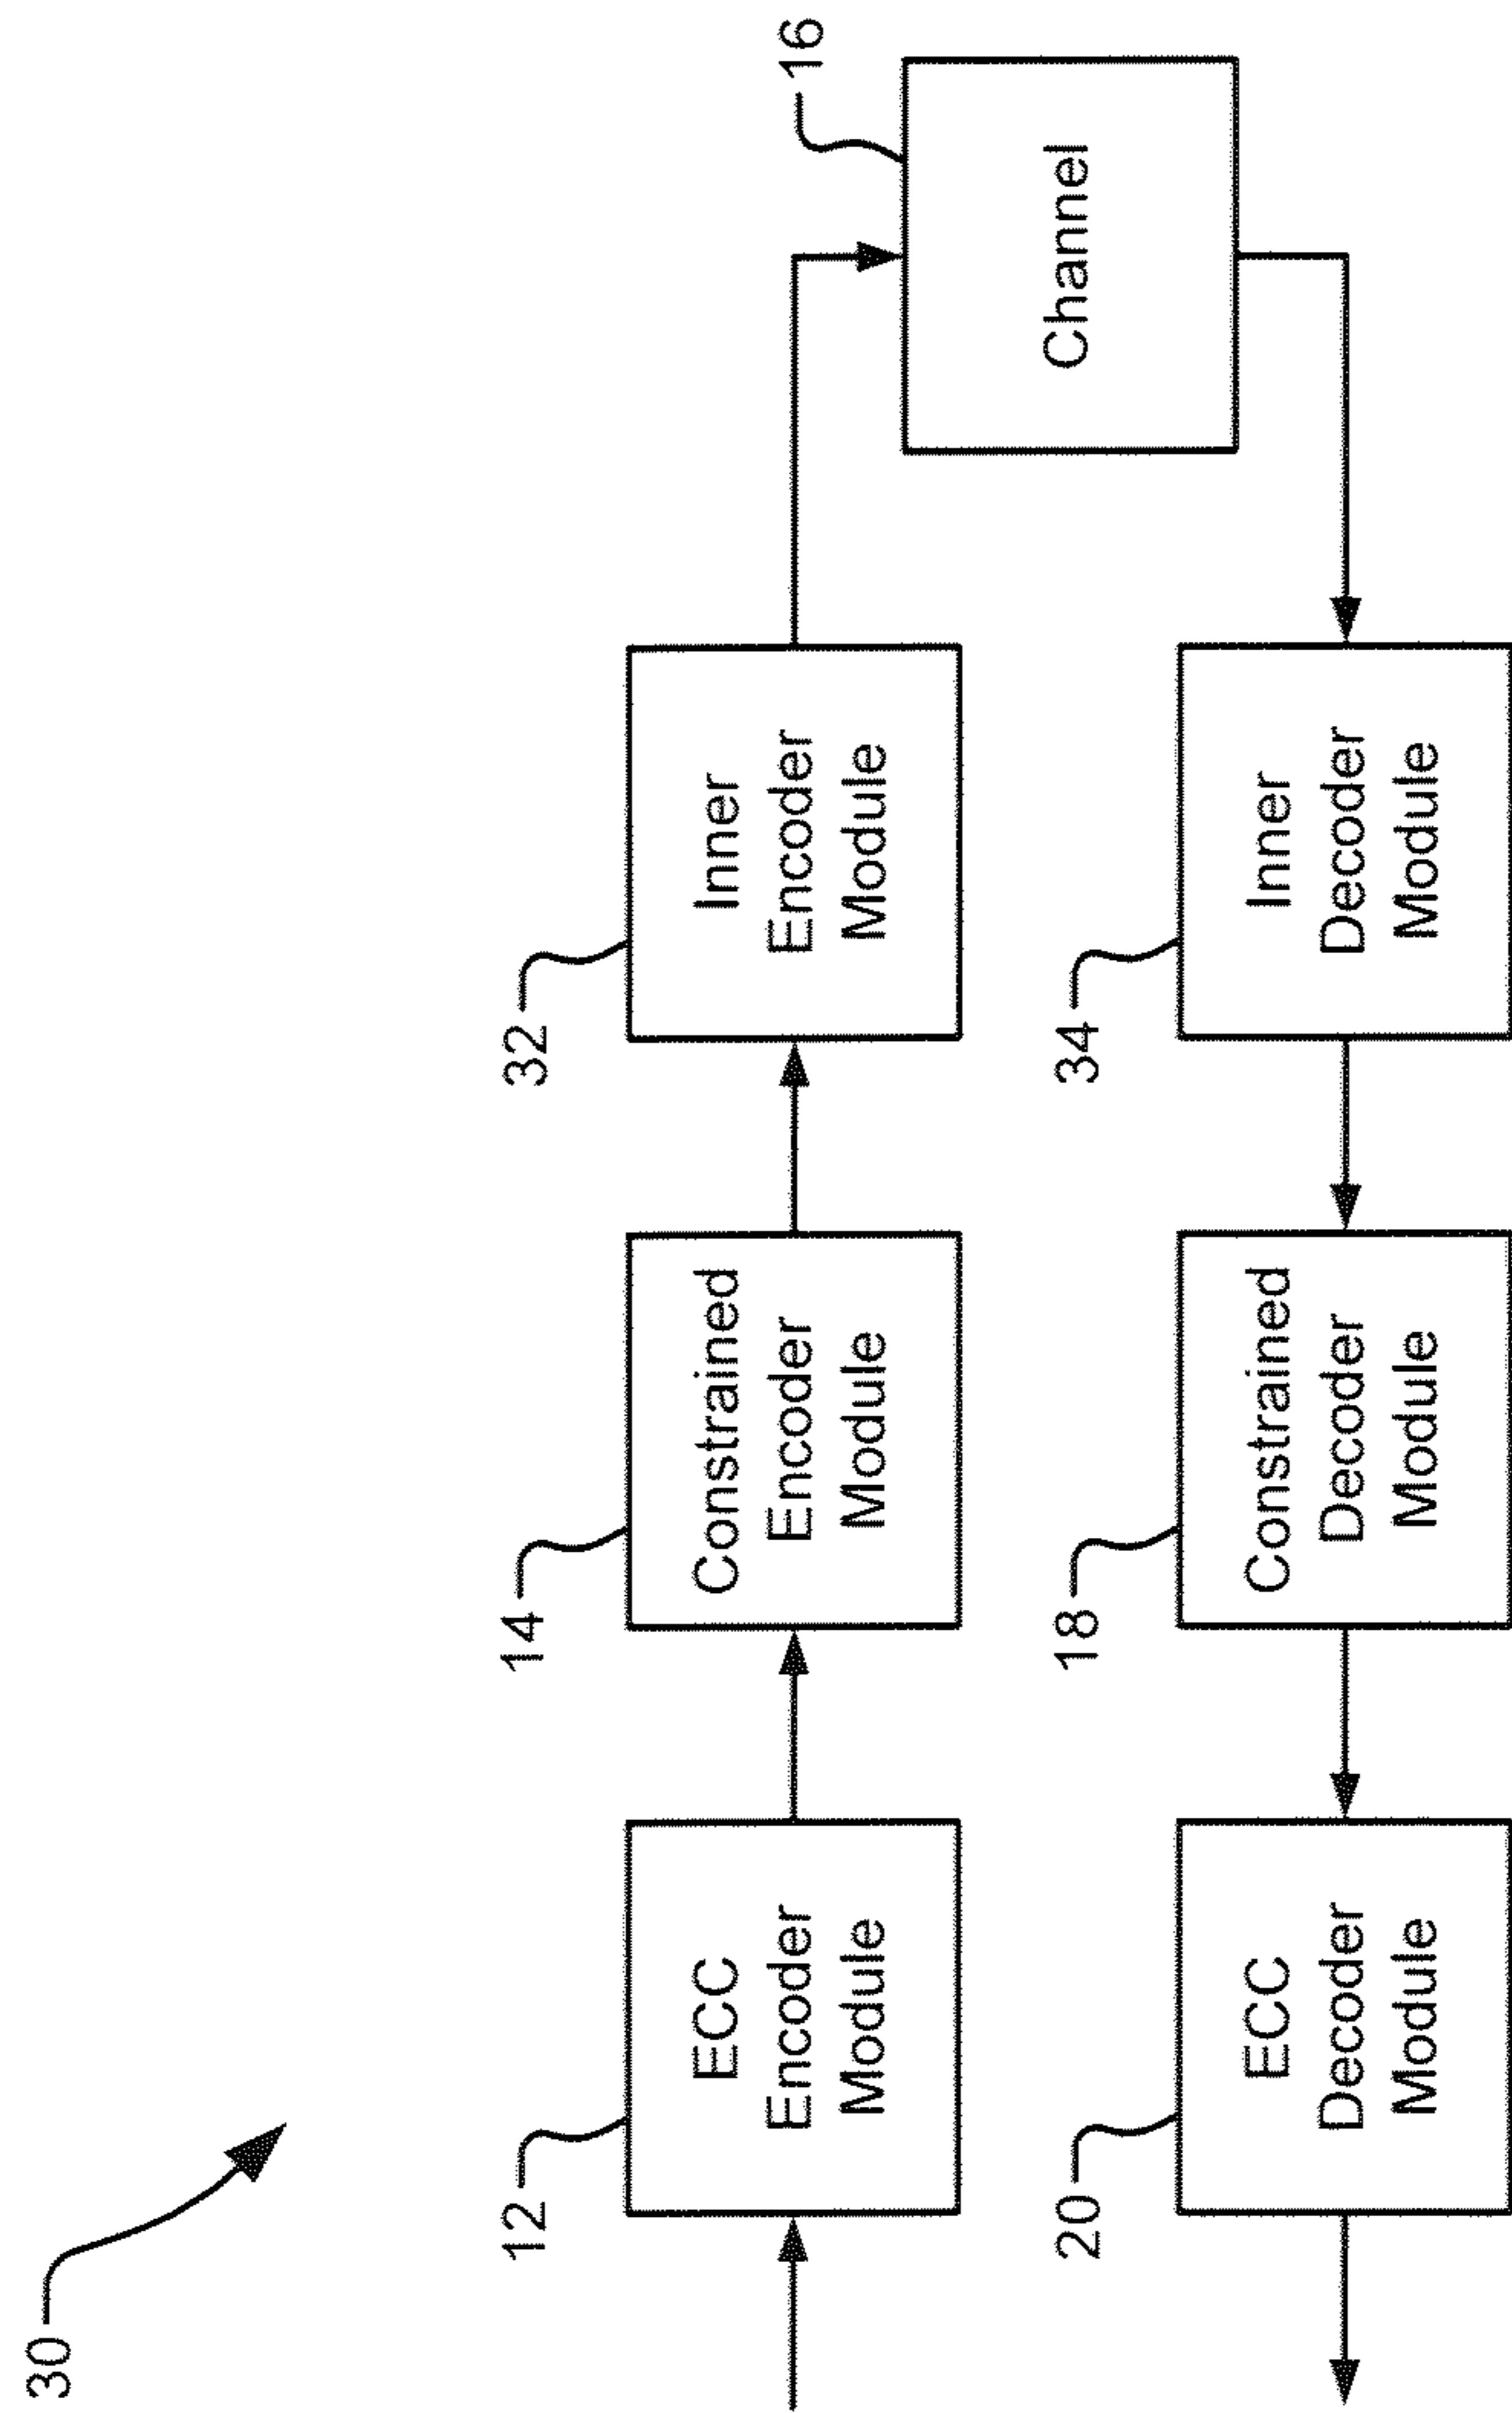 30
12
ECC
Encoder
Module
14
Constrained
Encoder
Module
32
Inner
Encoder
Module
16
Channel
20
ECC
Decoder
Module
18
Constrained
Decoder
Module
34
Inner
Decoder
Module